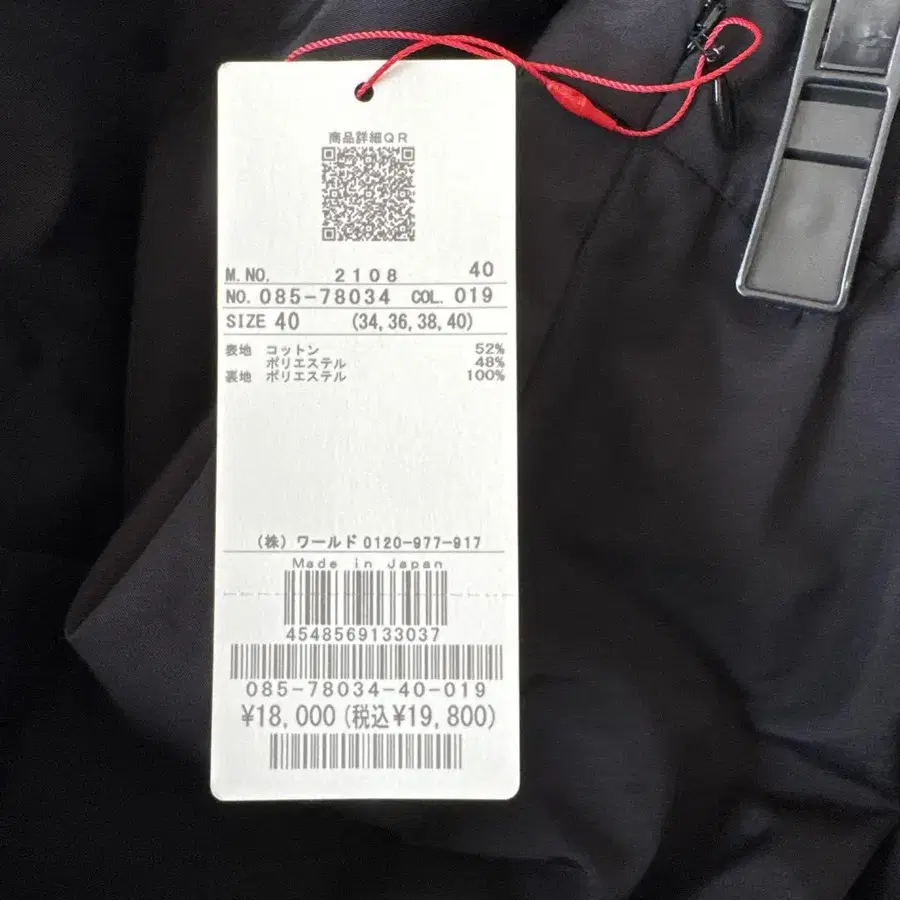 商品詳細QR
M.NO. 2108 40
NO. 085-78034 COL. 019
SIZE 40 (34,36,38,40)
表地 コットン 52%
ポリエステル 48%
裏地 ポリエステル 100%
(株) ワールド 0120-977-917
Made in Japan
4548569133037
085-78034-40-019
¥18,000(税込¥19,800)